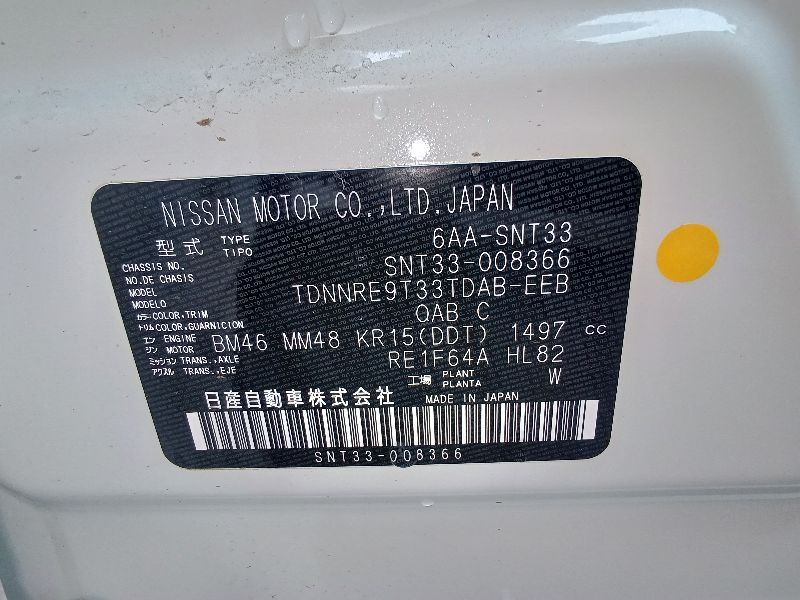 NISSAN MOTOR CO.,LTD.JAPAN
型式 TYPE TIPO 6AA-SNT33
CHASSIS NO. NO.DE CHASIS SNT33-008366
MODEL MODELO TDNNRE9T33TDAB-EEB
カラー COLOR,TRIM トリム COLOR,GUARNICION QAB C
エン ENGINE ジン MOTOR BM46 MM48 KR15(DDT) 1497 cc
ミッション TRANS.,AXLE アクスル TRANS.,EJE RE1F64A HL82
工場 PLANT PLANTA W
日産自動車株式会社 MADE IN JAPAN
SNT33-008366